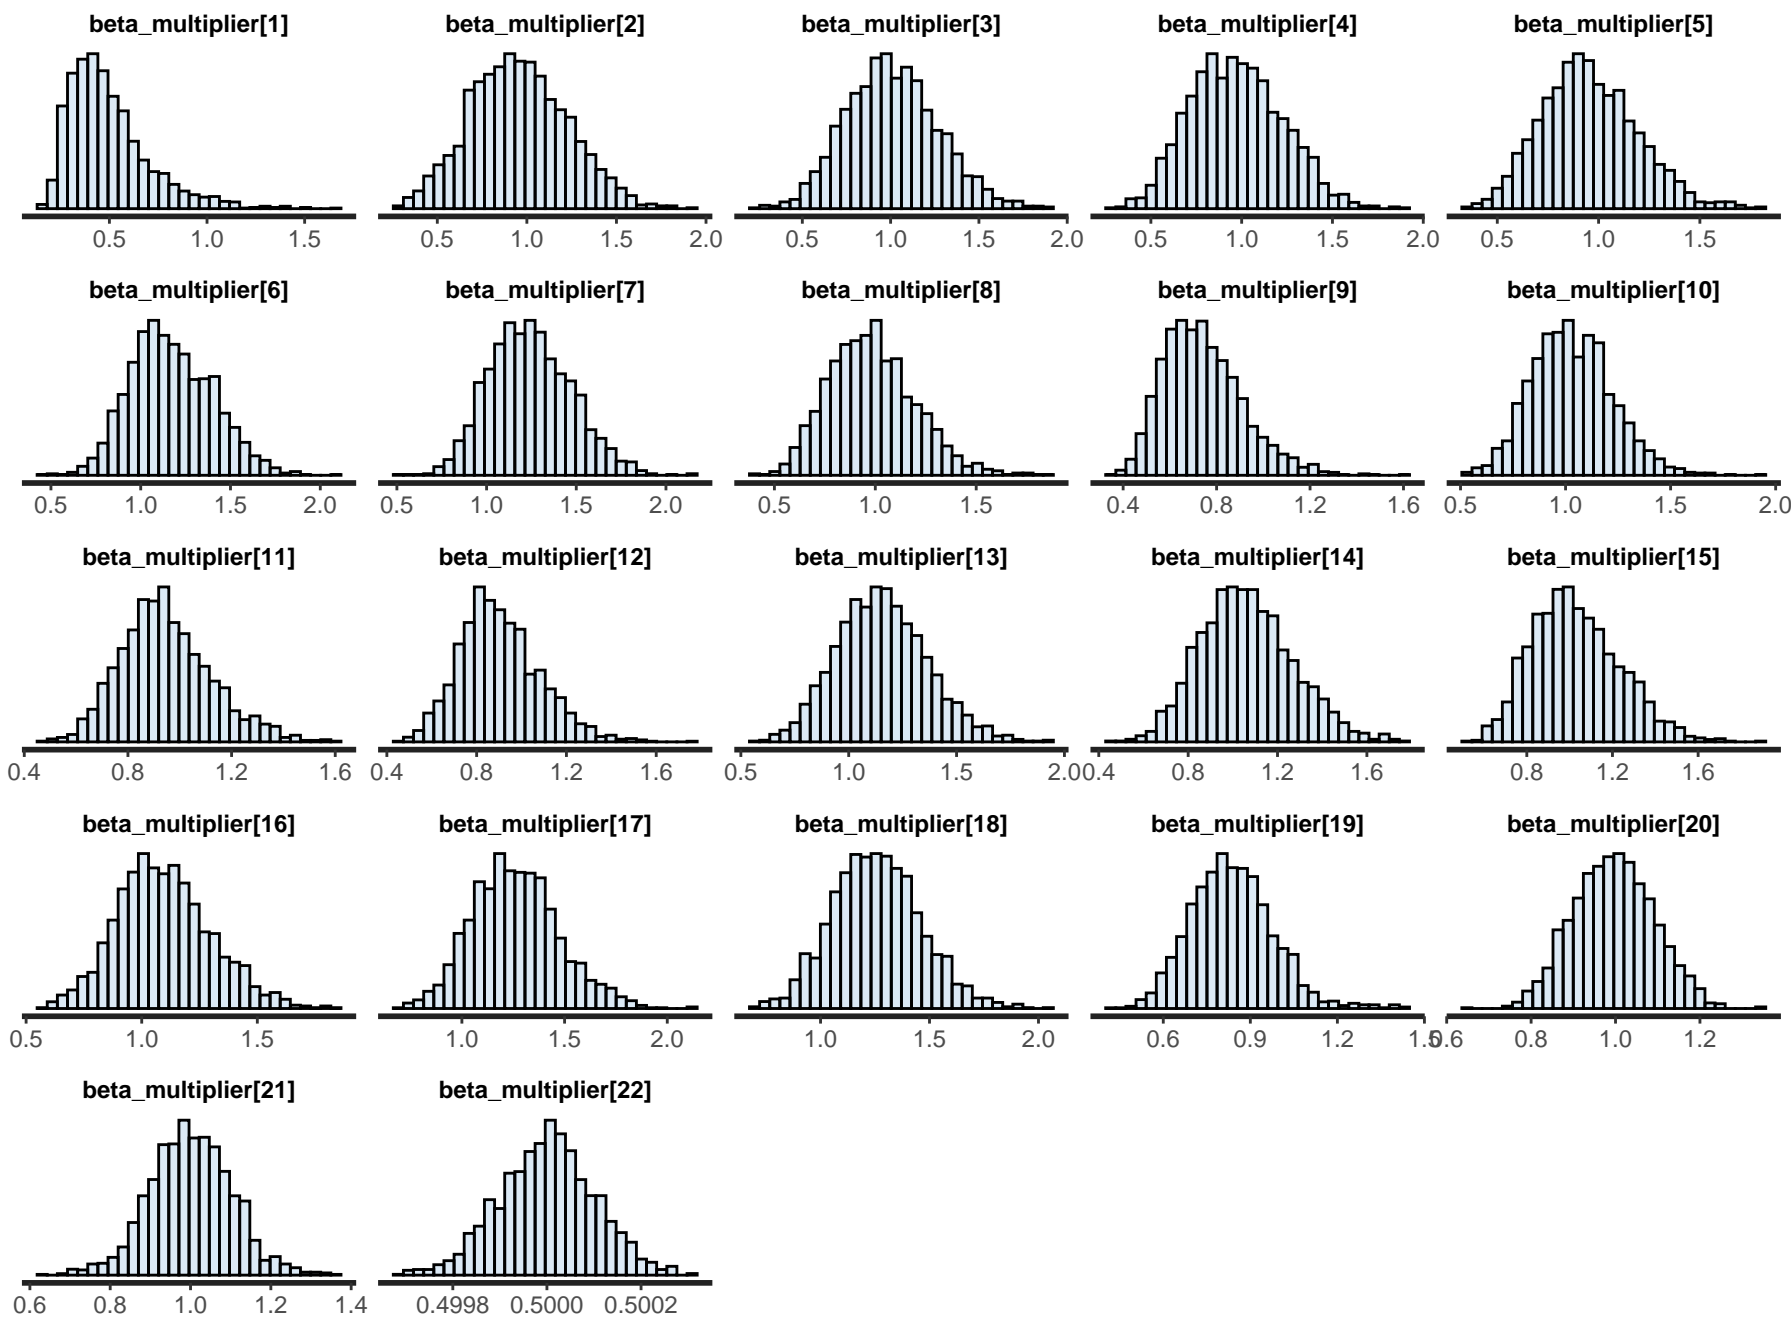 beta_multiplier[1] beta_multiplier[2] beta_multiplier[3] beta_multiplier[4] beta_multiplier[5]
0.5 1.0 1.5 0.5 1.0 1.5 2.0 0.5 1.0 1.5 2.0 0.5 1.0 1.5 2.0 0.5 1.0 1.5
beta_multiplier[6] beta_multiplier[7] beta_multiplier[8] beta_multiplier[9] beta_multiplier[10]
0.5 1.0 1.5 2.0 0.5 1.0 1.5 2.0 0.5 1.0 1.5 0.4 0.8 1.2 1.6 0.5 1.0 1.5 2.0
beta_multiplier[11] beta_multiplier[12] beta_multiplier[13] beta_multiplier[14] beta_multiplier[15]
0.4 0.8 1.2 1.6 0.4 0.8 1.2 1.6 0.5 1.0 1.5 2.0 0.4 0.8 1.2 1.6 0.8 1.2 1.6
beta_multiplier[16] beta_multiplier[17] beta_multiplier[18] beta_multiplier[19] beta_multiplier[20]
0.5 1.0 1.5 1.0 1.5 2.0 1.0 1.5 2.0 0.6 0.9 1.2 1.5 0.6 0.8 1.0 1.2
beta_multiplier[21] beta_multiplier[22]
0.6 0.8 1.0 1.2 1.4 0.4998 0.5000 0.5002